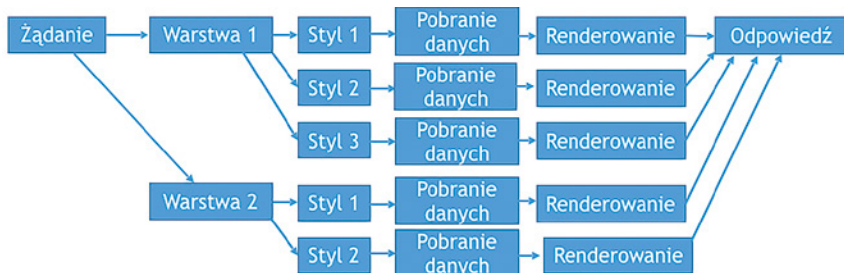 Żądanie
Warstwa 1
Styl 1
Pobranie
danych
Renderowanie
Odpowiedź
Styl 2
Pobranie
danych
Renderowanie
Styl 3
Pobranie
danych
Renderowanie
Warstwa 2
Styl 1
Pobranie
danych
Renderowanie
Styl 2
Pobranie
danych
Renderowanie